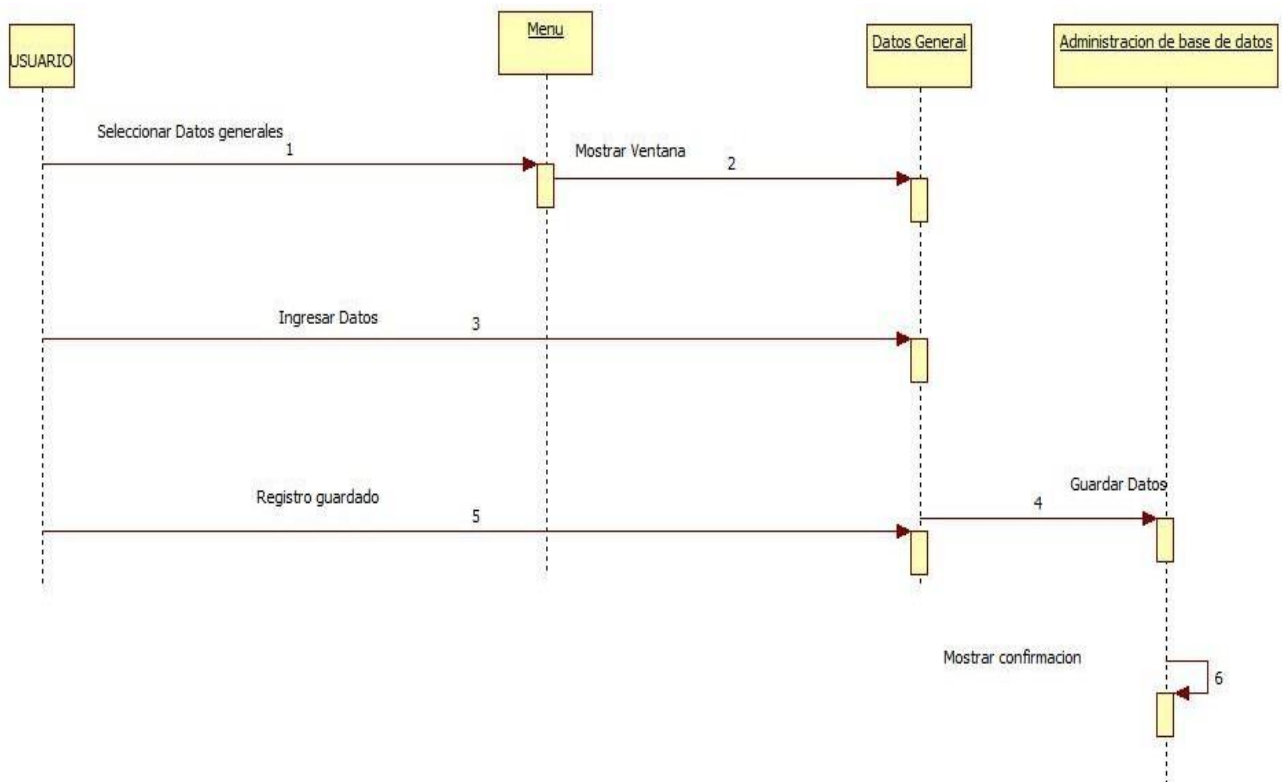 USUARIO
Menu
Datos General
Administracion de base de datos
Seleccionar Datos generales
1
Mostrar Ventana
2
Ingresar Datos
3
Guardar Datos
4
Registro guardado
5
Mostrar confirmacion
6